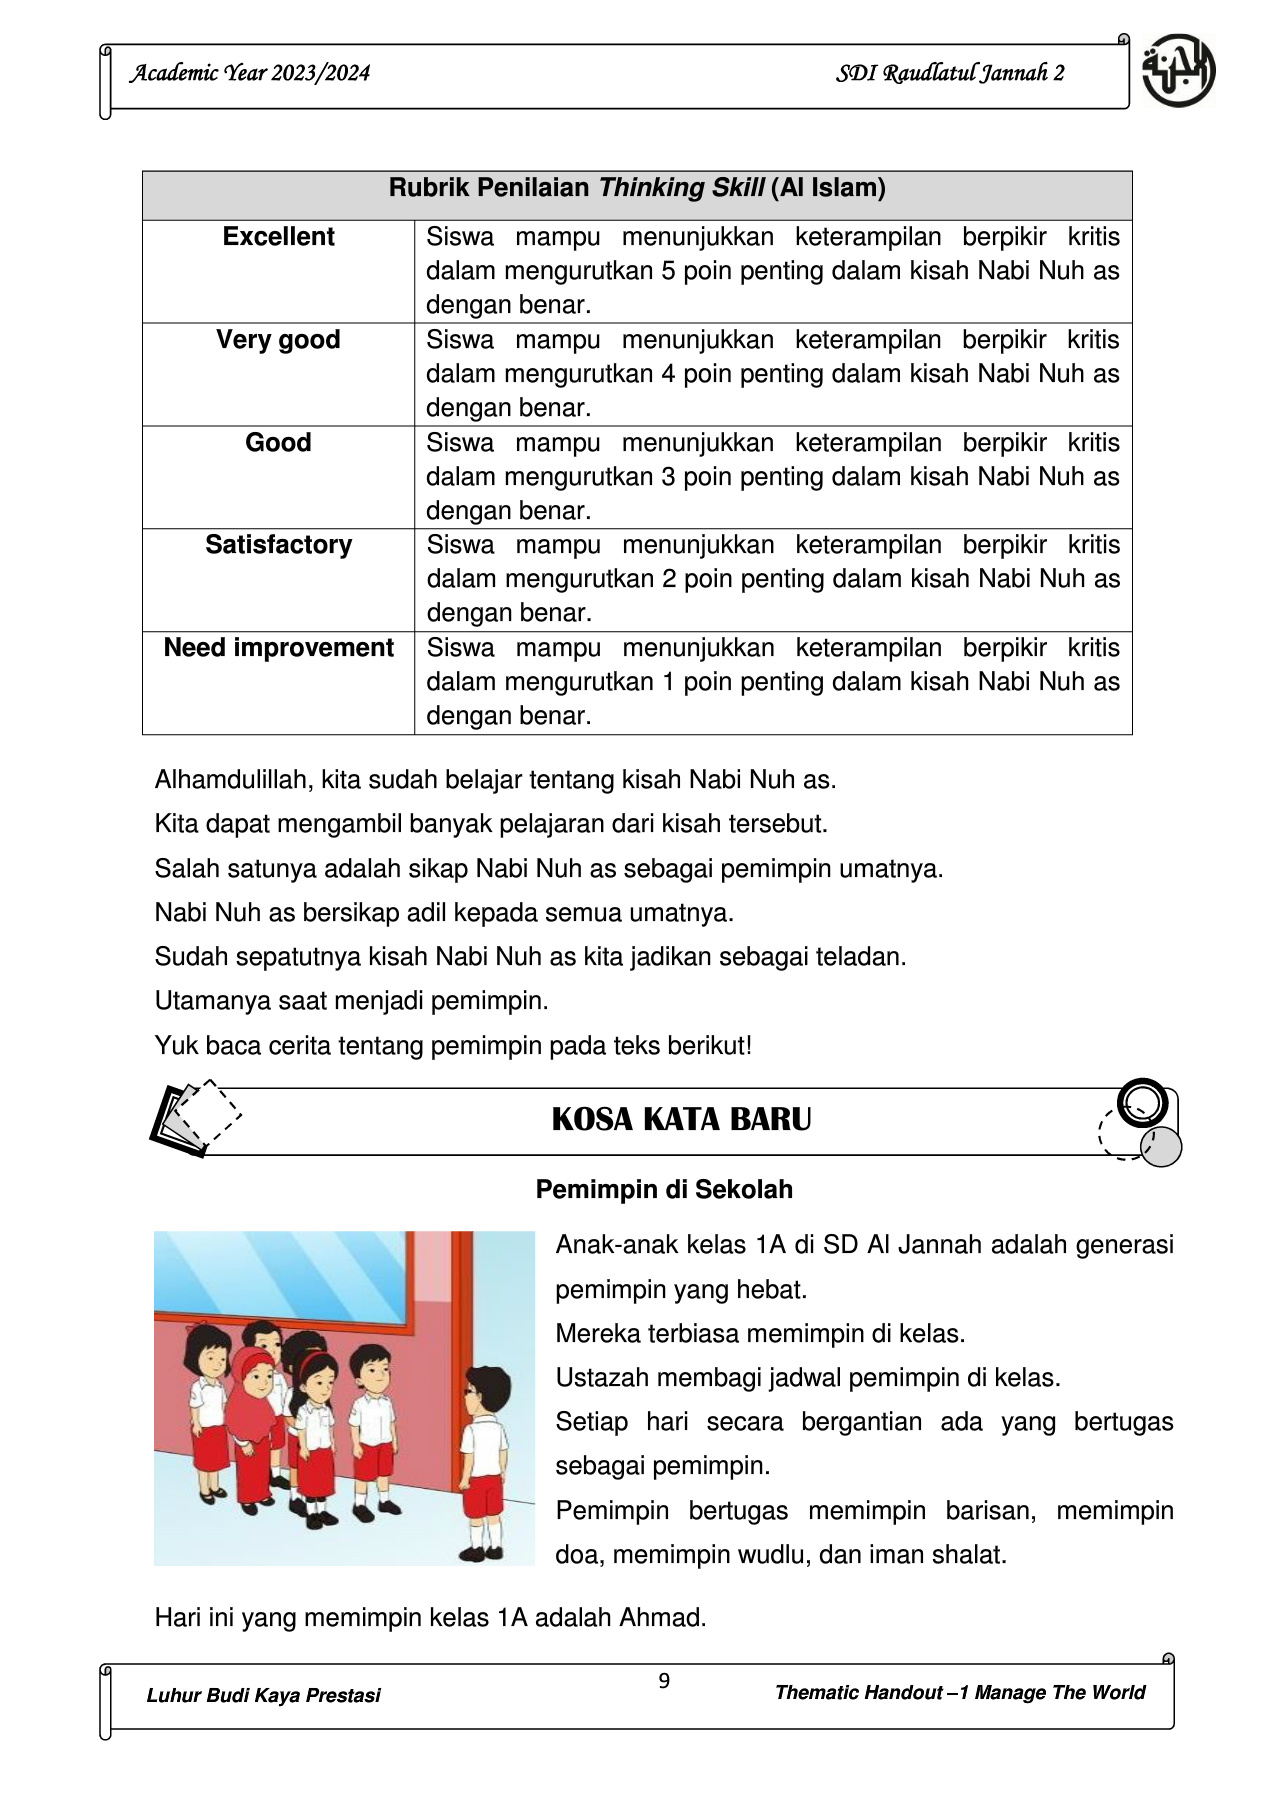 Academic Year 2023/2024
SDI Raudlatul Jannah 2
Rubrik Penilaian Thinking Skill (Al Islam)
Excellent
Siswa mampu menunjukkan keterampilan berpikir kritis
dalam mengurutkan 5 poin penting dalam kisah Nabi Nuh as
dengan benar.
Very good
Siswa mampu menunjukkan keterampilan berpikir kritis
dalam mengurutkan 4 poin penting dalam kisah Nabi Nuh as
dengan benar.
Good
Siswa mampu menunjukkan keterampilan berpikir kritis
dalam mengurutkan 3 poin penting dalam kisah Nabi Nuh as
dengan benar.
Satisfactory
Siswa mampu menunjukkan keterampilan berpikir kritis
dalam mengurutkan 2 poin penting dalam kisah Nabi Nuh as
dengan benar.
Need improvement
Siswa mampu menunjukkan keterampilan berpikir kritis
dalam mengurutkan 1 poin penting dalam kisah Nabi Nuh as
dengan benar.
Alhamdulillah, kita sudah belajar tentang kisah Nabi Nuh as.
Kita dapat mengambil banyak pelajaran dari kisah tersebut.
Salah satunya adalah sikap Nabi Nuh as sebagai pemimpin umatnya.
Nabi Nuh as bersikap adil kepada semua umatnya.
Sudah sepatutnya kisah Nabi Nuh as kita jadikan sebagai teladan.
Utamanya saat menjadi pemimpin.
Yuk baca cerita tentang pemimpin pada teks berikut!
KOSA KATA BARU
Pemimpin di Sekolah
Anak-anak kelas 1A di SD Al Jannah adalah generasi
pemimpin yang hebat.
Mereka terbiasa memimpin di kelas.
Ustazah membagi jadwal pemimpin di kelas.
Setiap hari secara bergantian ada yang bertugas
sebagai pemimpin.
Pemimpin bertugas memimpin barisan, memimpin
doa, memimpin wudlu, dan iman shalat.
Hari ini yang memimpin kelas 1A adalah Ahmad.
Luhur Budi Kaya Prestasi
9
Thematic Handout –1 Manage The World